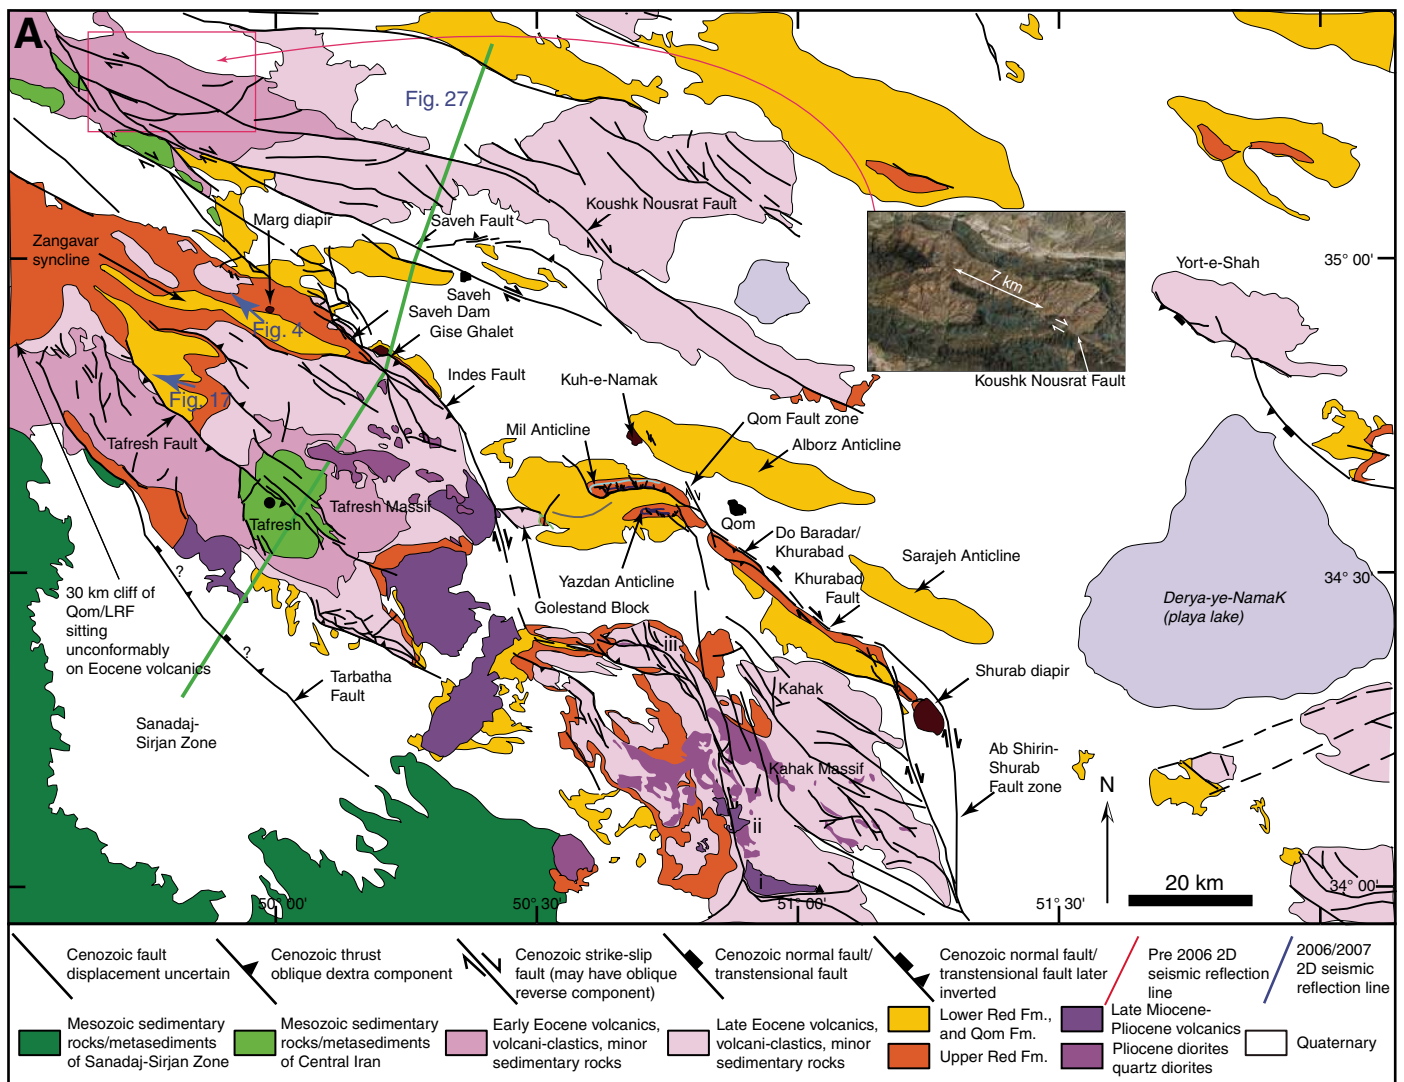 A
Fig. 27
Marg diapir
Saveh Fault
Koushk Nousrat Fault
Zangavar
syncline
7 km
Yort-e-Shah
35° 00'
Saveh
Saveh Dam
Gise Ghalet
Fig. 4
Koushk Nousrat Fault
Indes Fault
Kuh-e-Namak
Fig. 17
Qom Fault zone
Mil Anticline
Alborz Anticline
Tafresh Fault
Tafresh Massif
Tafresh
Qom
Do Baradar/
Khurabad
Sarajeh Anticline
Yazdan Anticline
Khurabad
Fault
34° 30'
?
30 km cliff of
Qom/LRF
sitting
unconformably
on Eocene volcanics
Golestand Block
Derya-ye-NamaK
(playa lake)
?
iii
Tarbatha
Fault
Kahak
Shurab diapir
Sanadaj-
Sirjan Zone
Kahak Massif
Ab Shirin-
Shurab
Fault zone
N
ii
i
20 km
34° 00'
50° 00'
50° 30'
51° 00'
51° 30'
Cenozoic fault
displacement uncertain
Cenozoic thrust
oblique dextra component
Cenozoic strike-slip
fault (may have oblique
reverse component)
Cenozoic normal fault/
transtensional fault
Cenozoic normal fault/
transtensional fault later
inverted
Pre 2006 2D
seismic reflection
line
2006/2007
2D seismic
reflection line
Mesozoic sedimentary
rocks/metasediments
of Sanadaj-Sirjan Zone
Mesozoic sedimentary
rocks/metasediments
of Central Iran
Early Eocene volcanics,
volcani-clastics, minor
sedimentary rocks
Late Eocene volcanics,
volcani-clastics, minor
sedimentary rocks
Lower Red Fm.,
and Qom Fm.
Upper Red Fm.
Late Miocene-
Pliocene volcanics
Pliocene diorites
quartz diorites
Quaternary